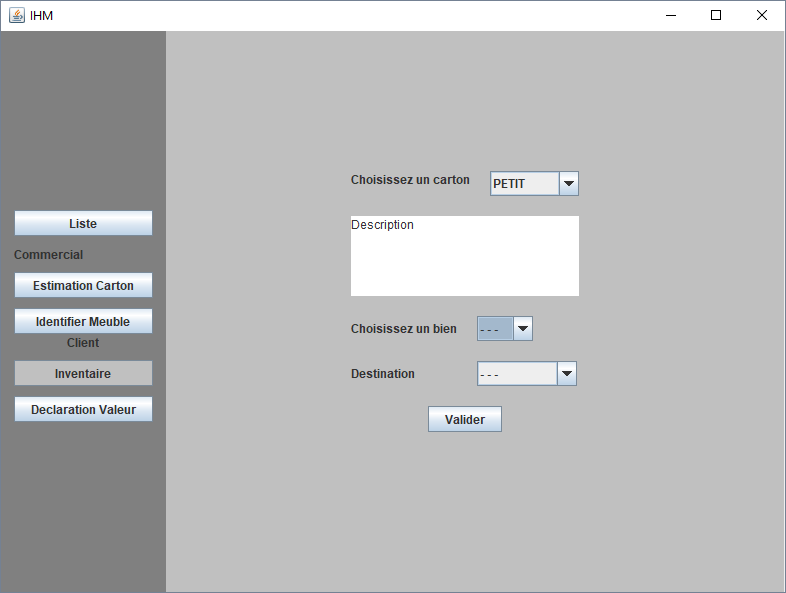 IHM
Liste
Commercial
Estimation Carton
Identifier Meuble
Client
Inventaire
Declaration Valeur
Choisissez un carton PETIT
Description
Choisissez un bien ---
Destination ---
Valider